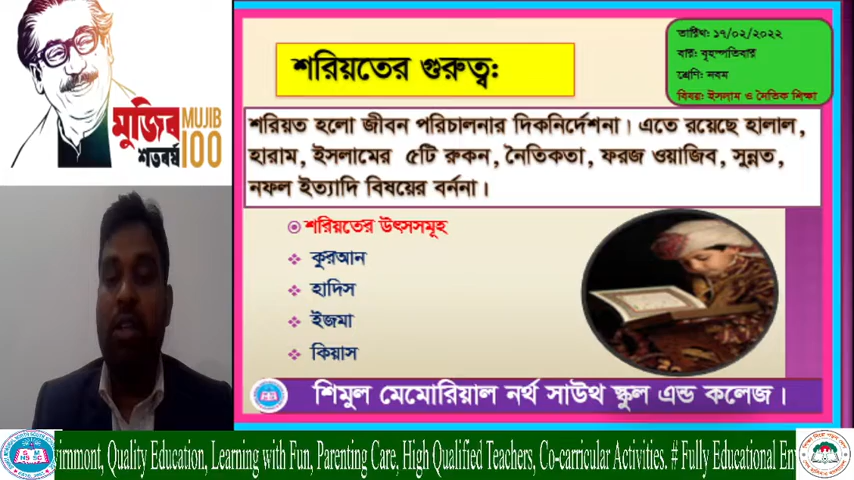 মুজিব
শতবর্ষ
MUJIB
100
শরিয়তের গুরুত্ব:
তারিখ: ১৭/০২/২০২২
বার: বৃহস্পতিবার
শ্রেণি: নবম
বিষয়: ইসলাম ও নৈতিক শিক্ষা
শরিয়ত হলো জীবন পরিচালনার দিকনির্দেশনা। এতে রয়েছে হালাল,
হারাম, ইসলামের ৫টি রুকন, নৈতিকতা, ফরজ ওয়াজিব, সুন্নত,
নফল ইত্যাদি বিষয়ের বর্ননা।
শরিয়তের উৎসসমূহ
কুরআন
হাদিস
ইজমা
কিয়াস
শিমুল মেমোরিয়াল নর্থ সাউথ স্কুল এন্ড কলেজ।
virnmont, Quality Education, Learning with Fun, Parenting Care, High Qualified Teachers, Co-carricular Activities. # Fully Educational En